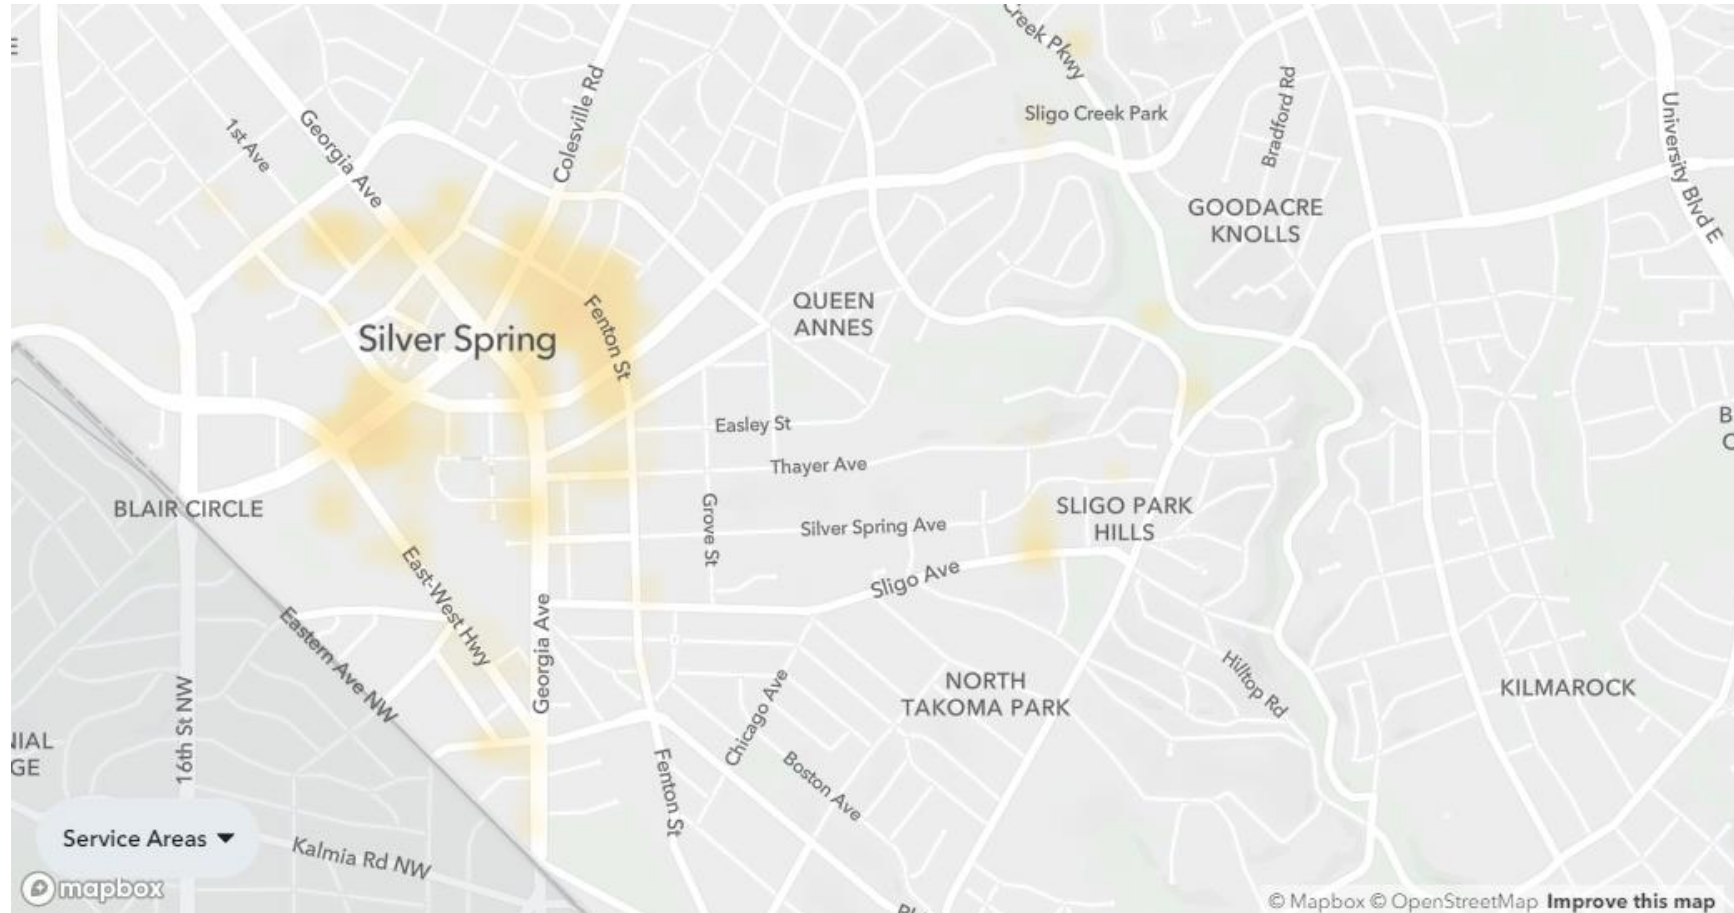 Creek Pkwy
Sligo Creek Park
Bradford Rd
University Blvd E
Colesville Rd
Georgia Ave
1st Ave
GOODACRE
KNOLLS
QUEEN
ANNES
Silver Spring
Fenton St
Easley St
Thayer Ave
Grove St
Silver Spring Ave
SLIGO PARK
HILLS
BLAIR CIRCLE
East-West Hwy
Sligo Ave
Eastern Ave NW
Georgia Ave
16th St NW
NORTH
TAKOMA PARK
Hilltop Rd
KILMAROCK
Chicago Ave
Boston Ave
Fenton St
NIAL
GE
Service Areas
Kalmia Rd NW
mapbox
© Mapbox © OpenStreetMap Improve this map